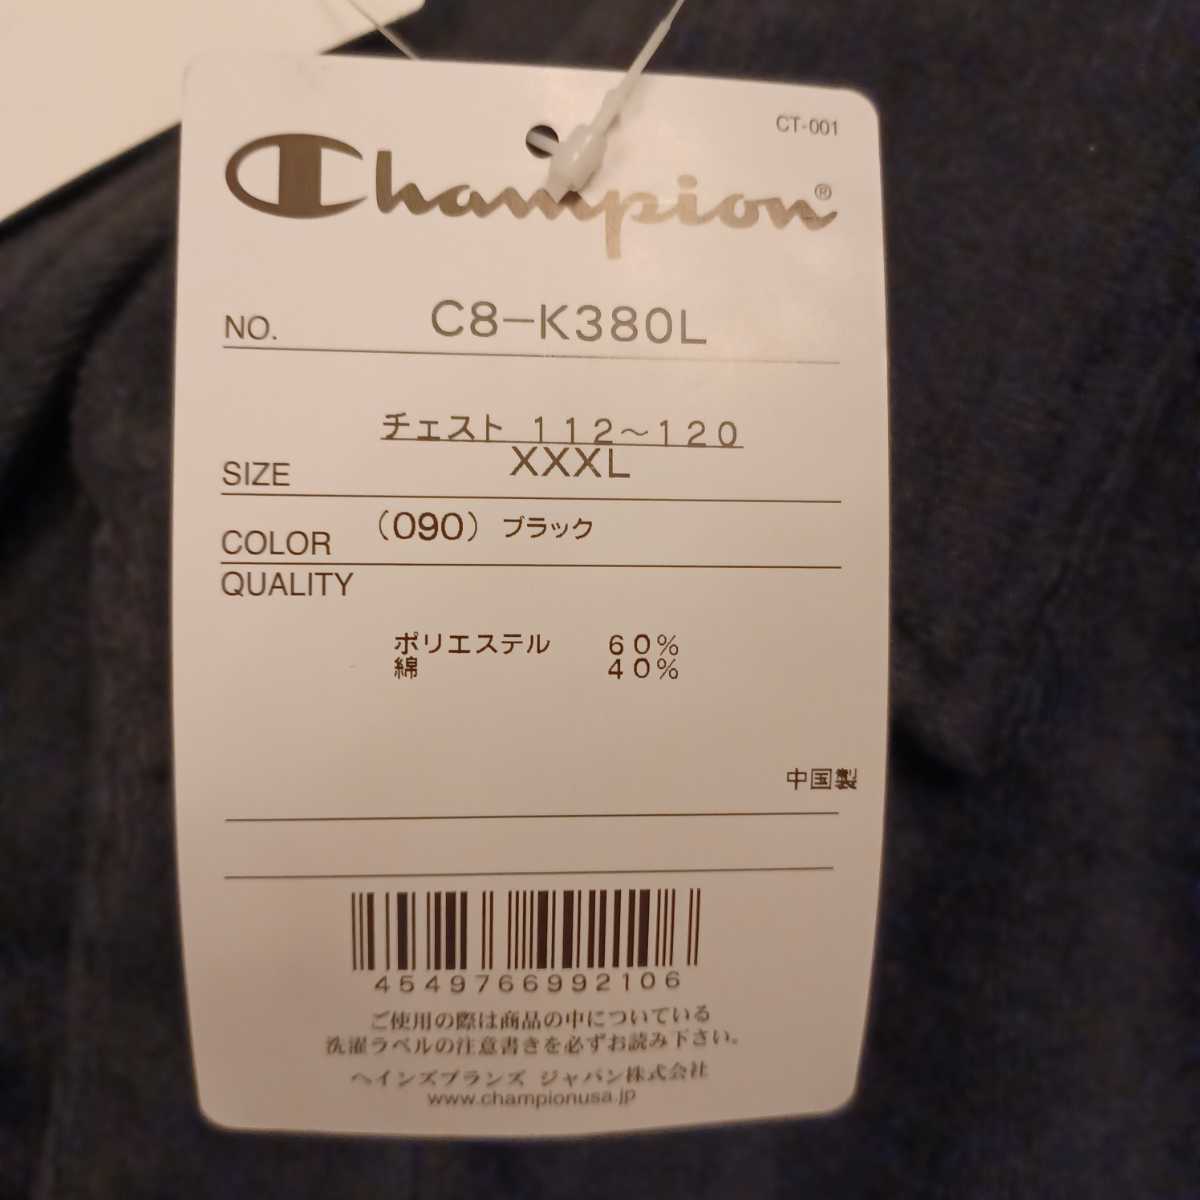 CT-001
Champion®
NO. C8-K380L
チェスト 112～120
SIZE XXXL
COLOR (090) ブラック
QUALITY
ポリエステル 60%
綿 40%
中国製
4549766992106
ご使用の際は商品の中についている
洗濯ラベルの注意書きを必ずお読み下さい。
ヘインズブランズ ジャパン株式会社
www.championusa.jp